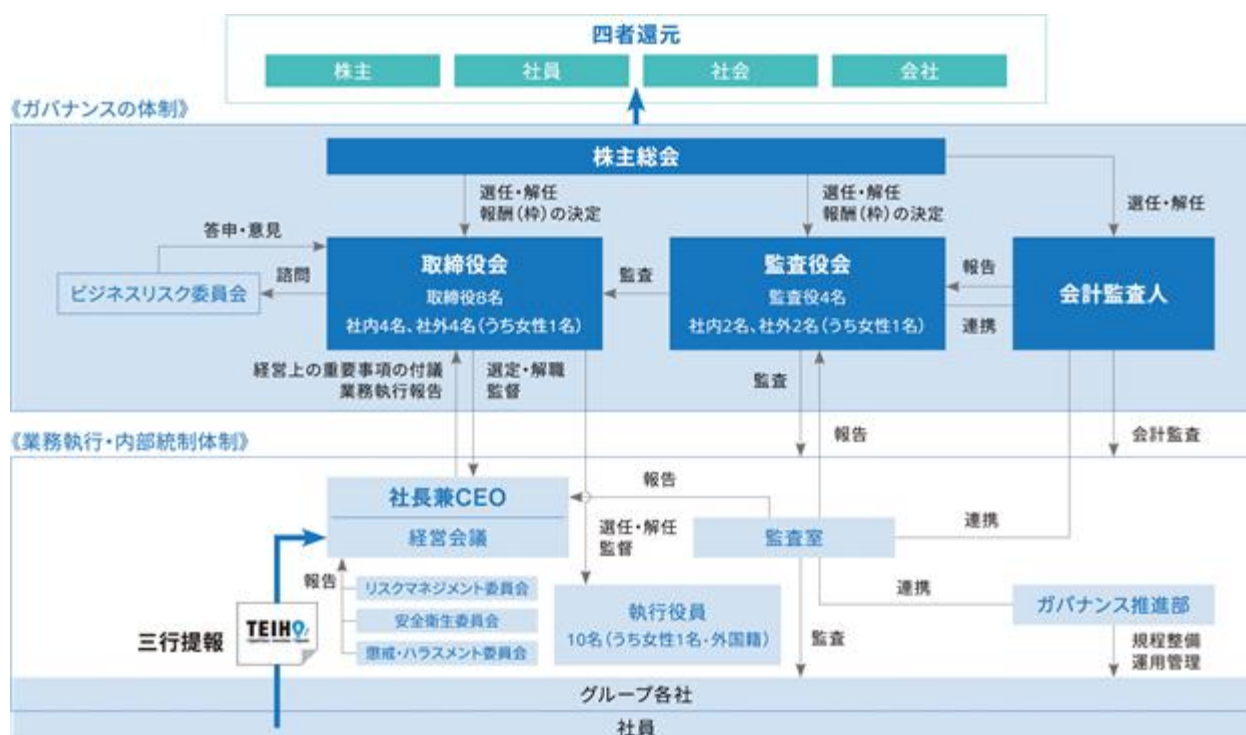 四者還元
株主
社員
社会
会社
《ガバナンスの体制》
株主総会
選任・解任
報酬(枠)の決定
選任・解任
報酬(枠)の決定
選任・解任
答申・意見
諮問
ビジネスリスク委員会
取締役会
取締役8名
社内4名、社外4名(うち女性1名)
監査
監査役会
監査役4名
社内2名、社外2名(うち女性1名)
報告
連携
会計監査人
経営上の重要事項の付議
業務執行報告
選定・解職
監督
監査
報告
会計監査
《業務執行・内部統制体制》
社長兼CEO
経営会議
報告
選任・解任
監督
監査室
連携
報告
リスクマネジメント委員会
安全衛生委員会
懲戒・ハラスメント委員会
三行提報
TEIHO
執行役員
10名(うち女性1名・外国籍)
監査
連携
ガバナンス推進部
規程整備
運用管理
グループ各社
社員